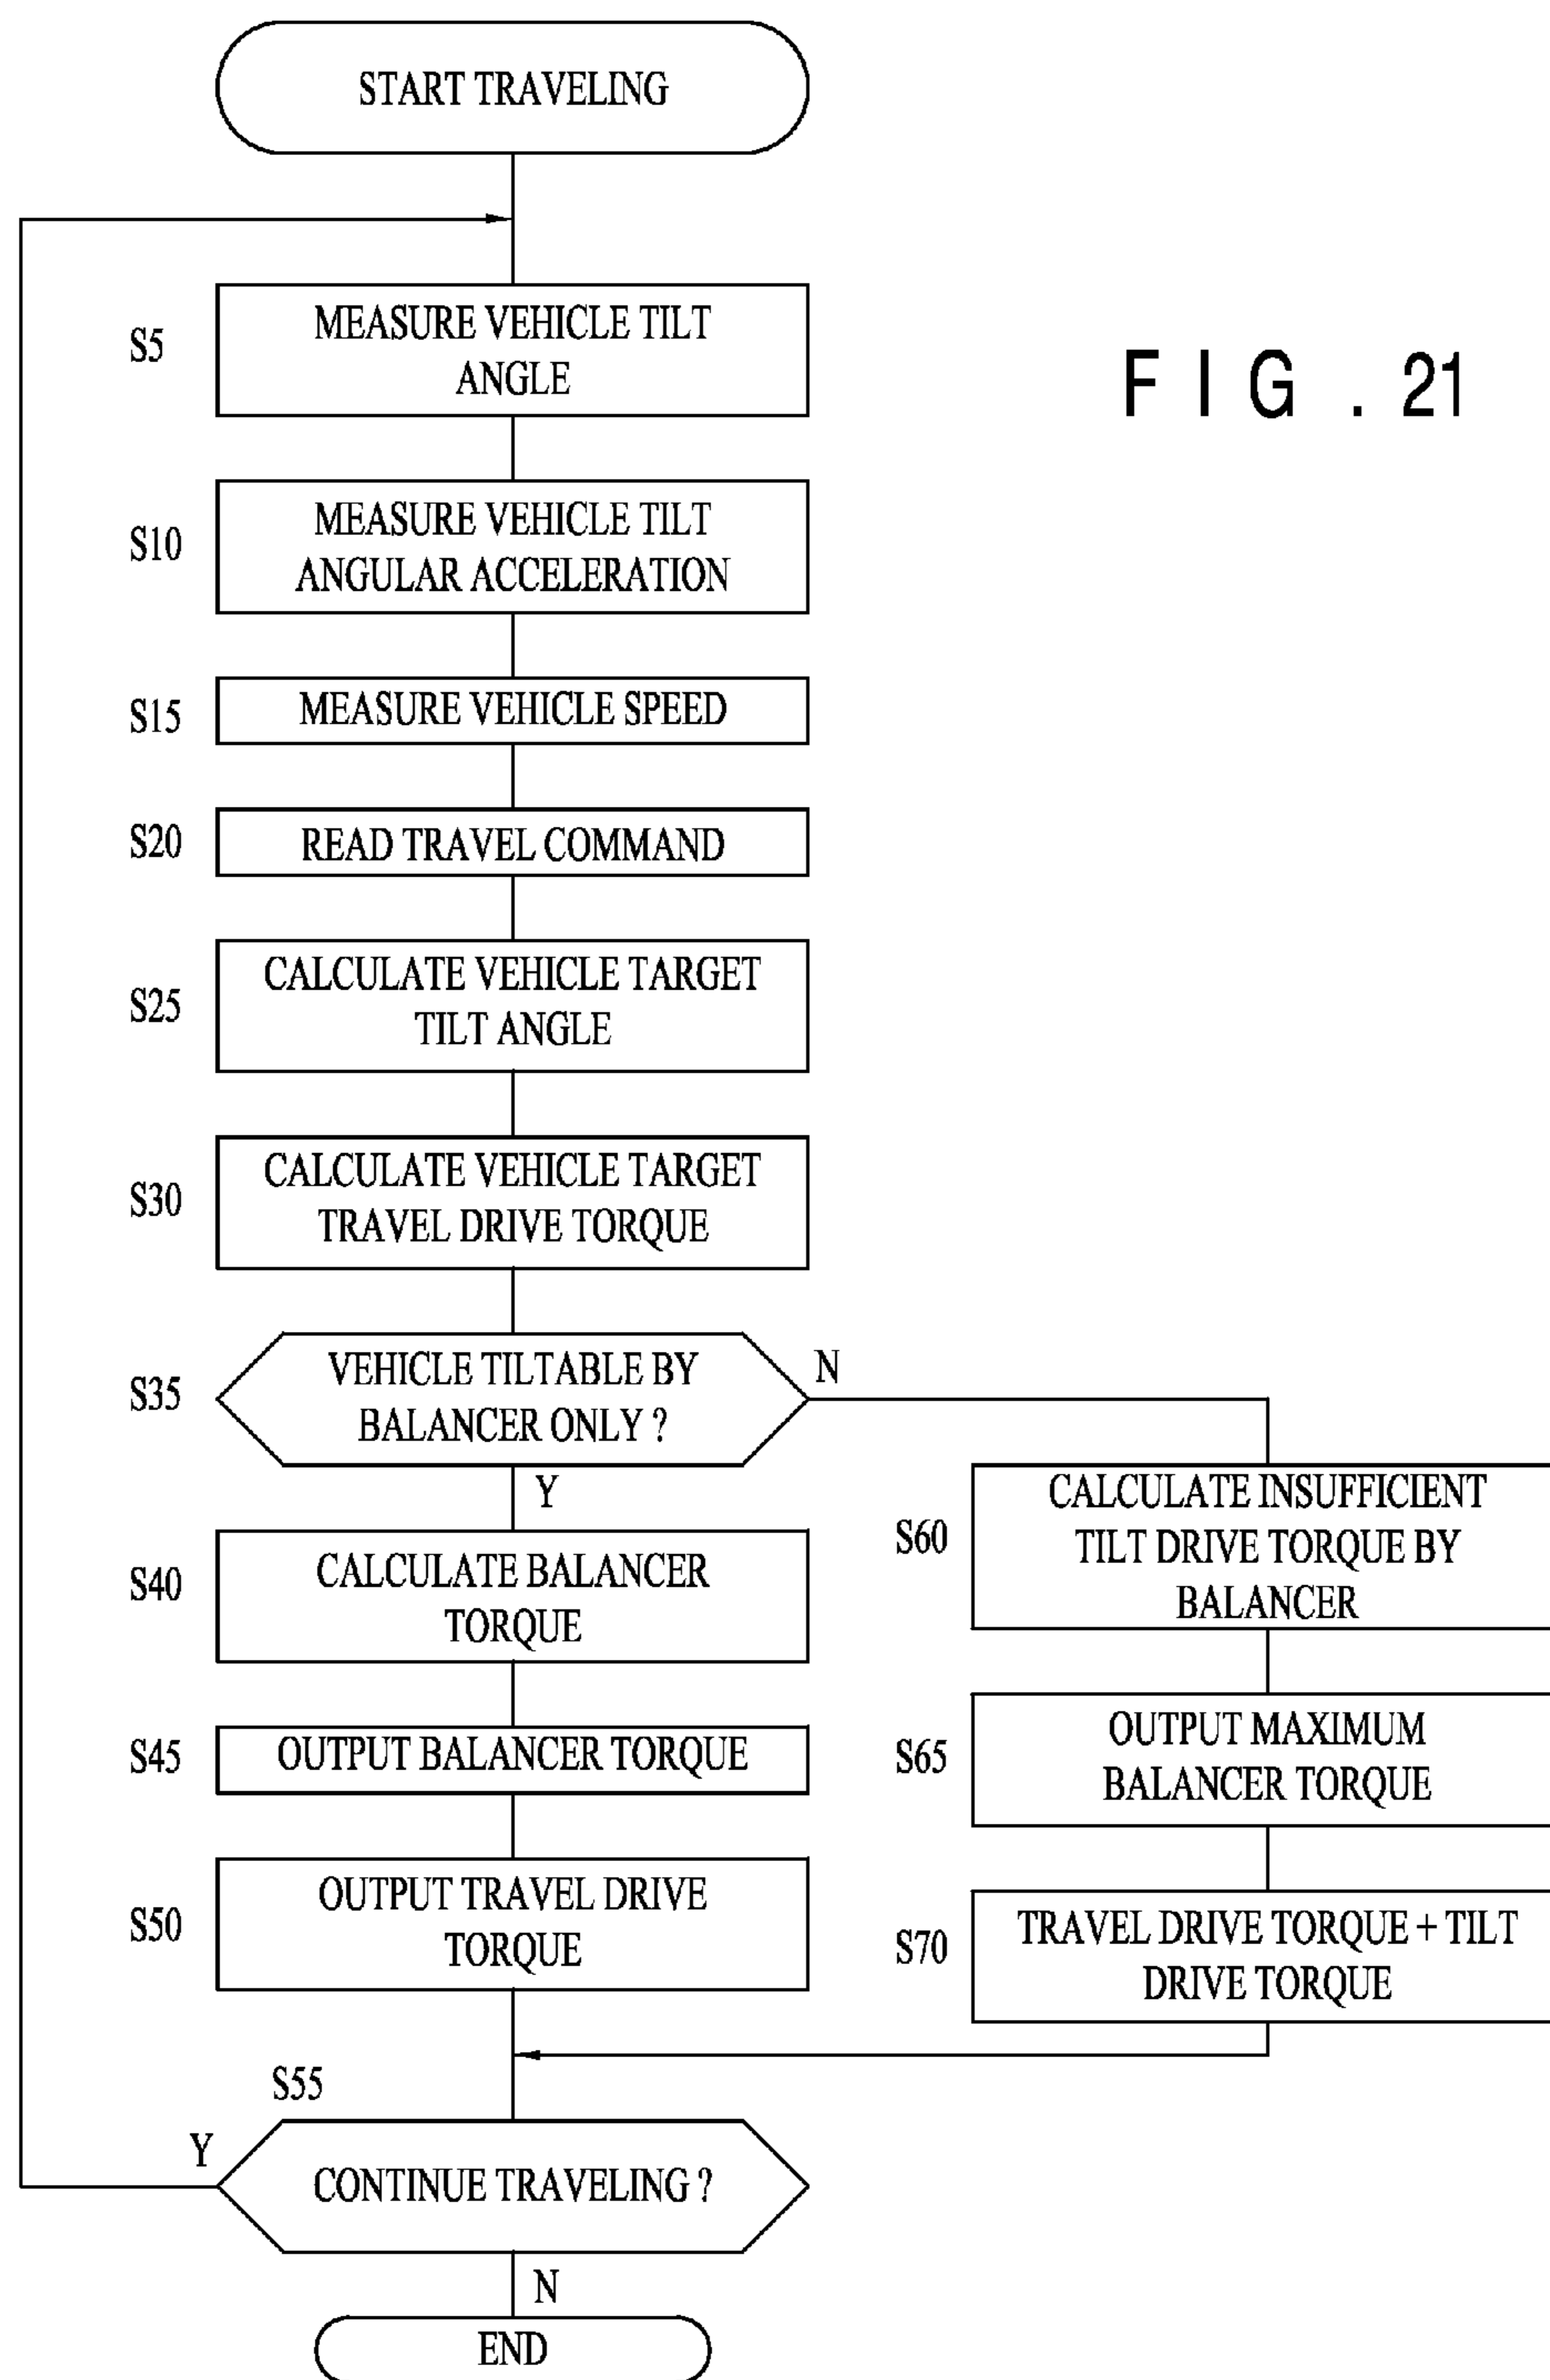 START TRAVELING
FIG. 21
S5
MEASURE VEHICLE TILT
ANGLE
S10
MEASURE VEHICLE TILT
ANGULAR ACCELERATION
S15
MEASURE VEHICLE SPEED
S20
READ TRAVEL COMMAND
S25
CALCULATE VEHICLE TARGET
TILT ANGLE
S30
CALCULATE VEHICLE TARGET
TRAVEL DRIVE TORQUE
S35
VEHICLE TILTABLE BY
BALANCER ONLY ?
N
Y
S40
CALCULATE BALANCER
TORQUE
S45
OUTPUT BALANCER TORQUE
S50
OUTPUT TRAVEL DRIVE
TORQUE
S60
CALCULATE INSUFFICIENT
TILT DRIVE TORQUE BY
BALANCER
S65
OUTPUT MAXIMUM
BALANCER TORQUE
S70
TRAVEL DRIVE TORQUE + TILT
DRIVE TORQUE
S55
Y
CONTINUE TRAVELING ?
N
END